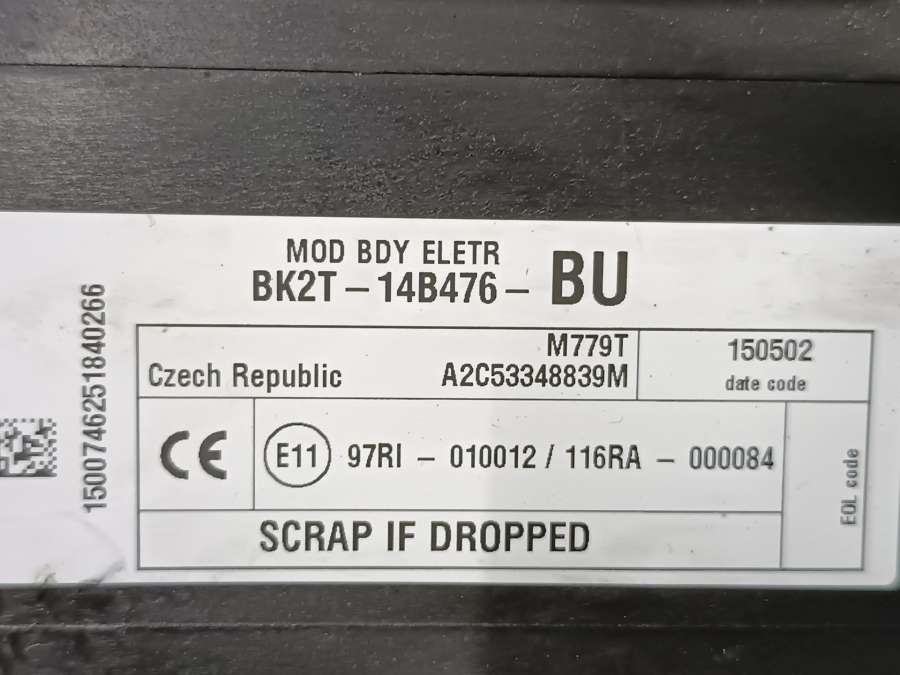 MOD BDY ELETR
BK2T-14B476- BU
1500746251840266
M779T
Czech Republic A2C53348839M
150502
date code
CE
E11 97RI - 010012 / 116RA - 000084
EOL code
SCRAP IF DROPPED